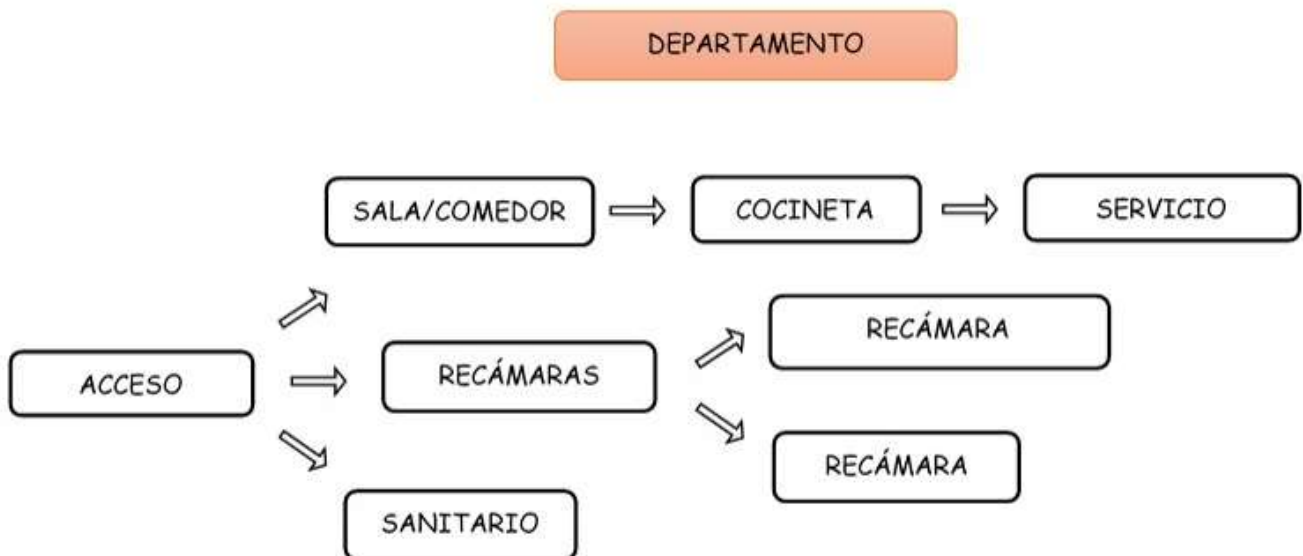 DEPARTAMENTO
SALA/COMEDOR
COCINETA
SERVICIO
RECÁMARA
ACCESO
RECÁMARAS
RECÁMARA
SANITARIO